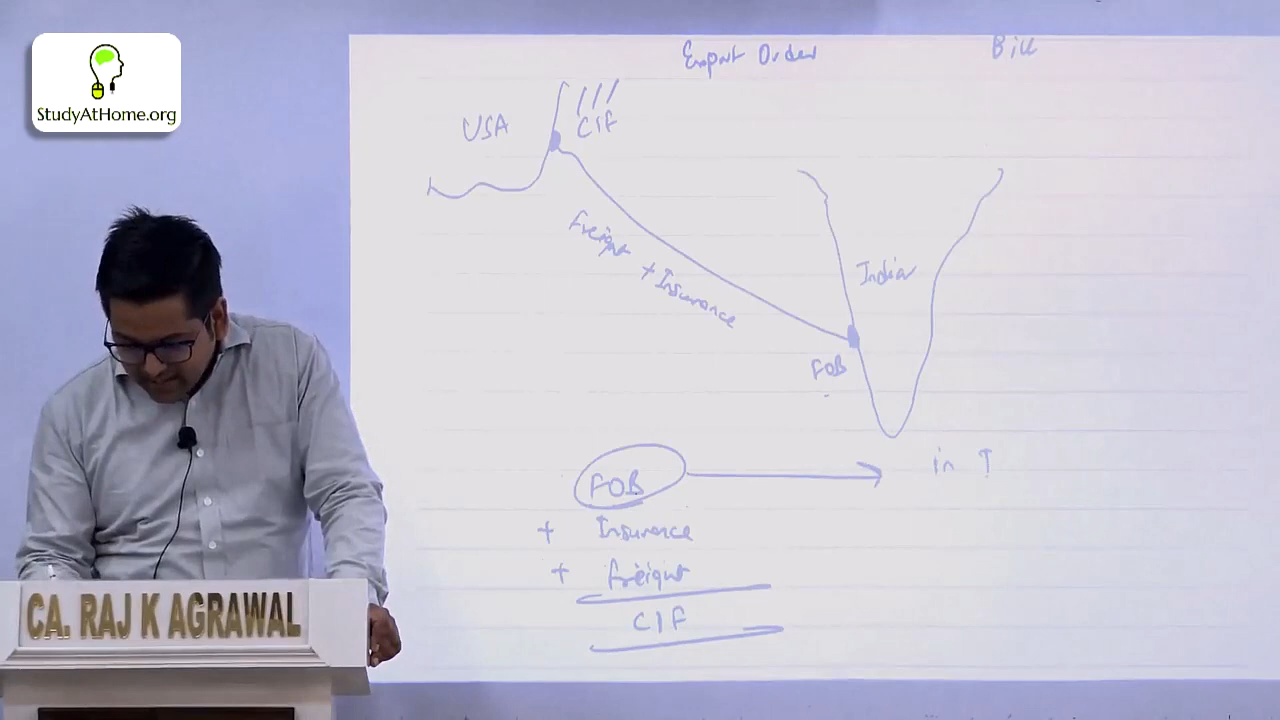 StudyAtHome.org
Export Order Bill
USA
CIF
Freight + Insurance
India
FOB
FOB
in
+ Insurance
+ freight
CIF
CA. RAJ K AGRAWAL